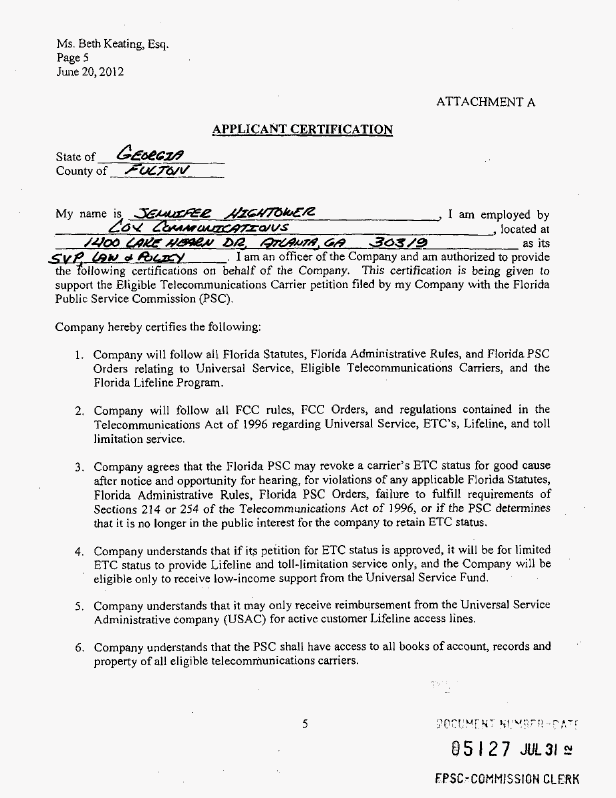 Ms. Beth Keating, Esq.
Page 5
June 20, 2012
ATTACHMENT A
APPLICANT CERTIFICATION
State of GEORGIA
County of FULTON
My name is JENNIFER HIGHTOWER, I am employed by
COX COMMUNICATIONS, located at
1400 LAKE HEARN DR, ATLANTA, GA 30319 as its
SVP, LAW & POLICY. I am an officer of the Company and am authorized to provide
the following certifications on behalf of the Company. This certification is being given to
support the Eligible Telecommunications Carrier petition filed by my Company with the Florida
Public Service Commission (PSC).
Company hereby certifies the following:
1. Company will follow all Florida Statutes, Florida Administrative Rules, and Florida PSC
Orders relating to Universal Service, Eligible Telecommunications Carriers, and the
Florida Lifeline Program.
2. Company will follow all FCC rules, FCC Orders, and regulations contained in the
Telecommunications Act of 1996 regarding Universal Service, ETC's, Lifeline, and toll
limitation service.
3. Company agrees that the Florida PSC may revoke a carrier's ETC status for good cause
after notice and opportunity for hearing, for violations of any applicable Florida Statutes,
Florida Administrative Rules, Florida PSC Orders, failure to fulfill requirements of
Sections 214 or 254 of the Telecommunications Act of 1996, or if the PSC determines
that it is no longer in the public interest for the company to retain ETC status.
4. Company understands that if its petition for ETC status is approved, it will be for limited
ETC status to provide Lifeline and toll-limitation service only, and the Company will be
eligible only to receive low-income support from the Universal Service Fund.
5. Company understands that it may only receive reimbursement from the Universal Service
Administrative company (USAC) for active customer Lifeline access lines.
6. Company understands that the PSC shall have access to all books of account, records and
property of all eligible telecommunications carriers.
5
DOCUMENT NUMBER-DATE
05127 JUL 31
FPSC-COMMISSION CLERK